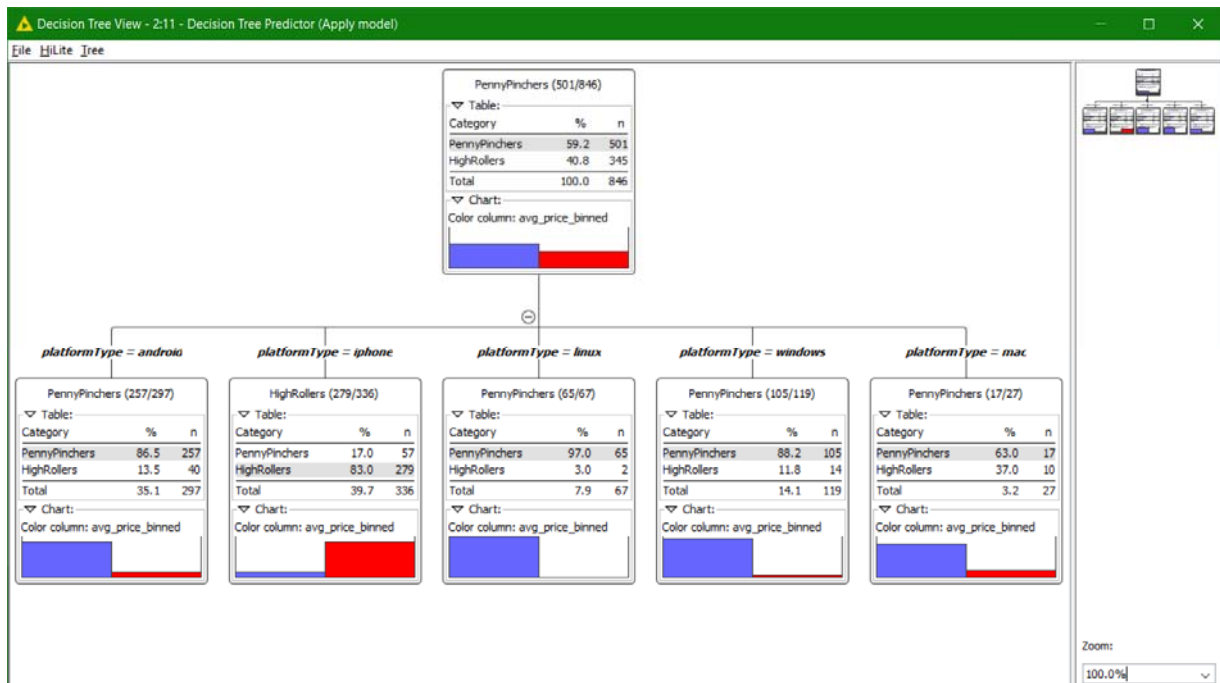 Decision Tree View - 2:11 - Decision Tree Predictor (Apply model)
File HiLite Tree
PennyPinchers (501/846)
Table:
Category % n
PennyPinchers 59.2 501
HighRollers 40.8 345
Total 100.0 846
Chart:
Color column: avg_price_binned
platformType = android
PennyPinchers (257/297)
Table:
Category % n
PennyPinchers 86.5 257
HighRollers 13.5 40
Total 35.1 297
Chart:
Color column: avg_price_binned
platformType = iphone
HighRollers (279/336)
Table:
Category % n
PennyPinchers 17.0 57
HighRollers 83.0 279
Total 39.7 336
Chart:
Color column: avg_price_binned
platformType = linux
PennyPinchers (65/67)
Table:
Category % n
PennyPinchers 97.0 65
HighRollers 3.0 2
Total 7.9 67
Chart:
Color column: avg_price_binned
platformType = windows
PennyPinchers (105/119)
Table:
Category % n
PennyPinchers 88.2 105
HighRollers 11.8 14
Total 14.1 119
Chart:
Color column: avg_price_binned
platformType = mac
PennyPinchers (17/27)
Table:
Category % n
PennyPinchers 63.0 17
HighRollers 37.0 10
Total 3.2 27
Chart:
Color column: avg_price_binned
Zoom:
100.0%